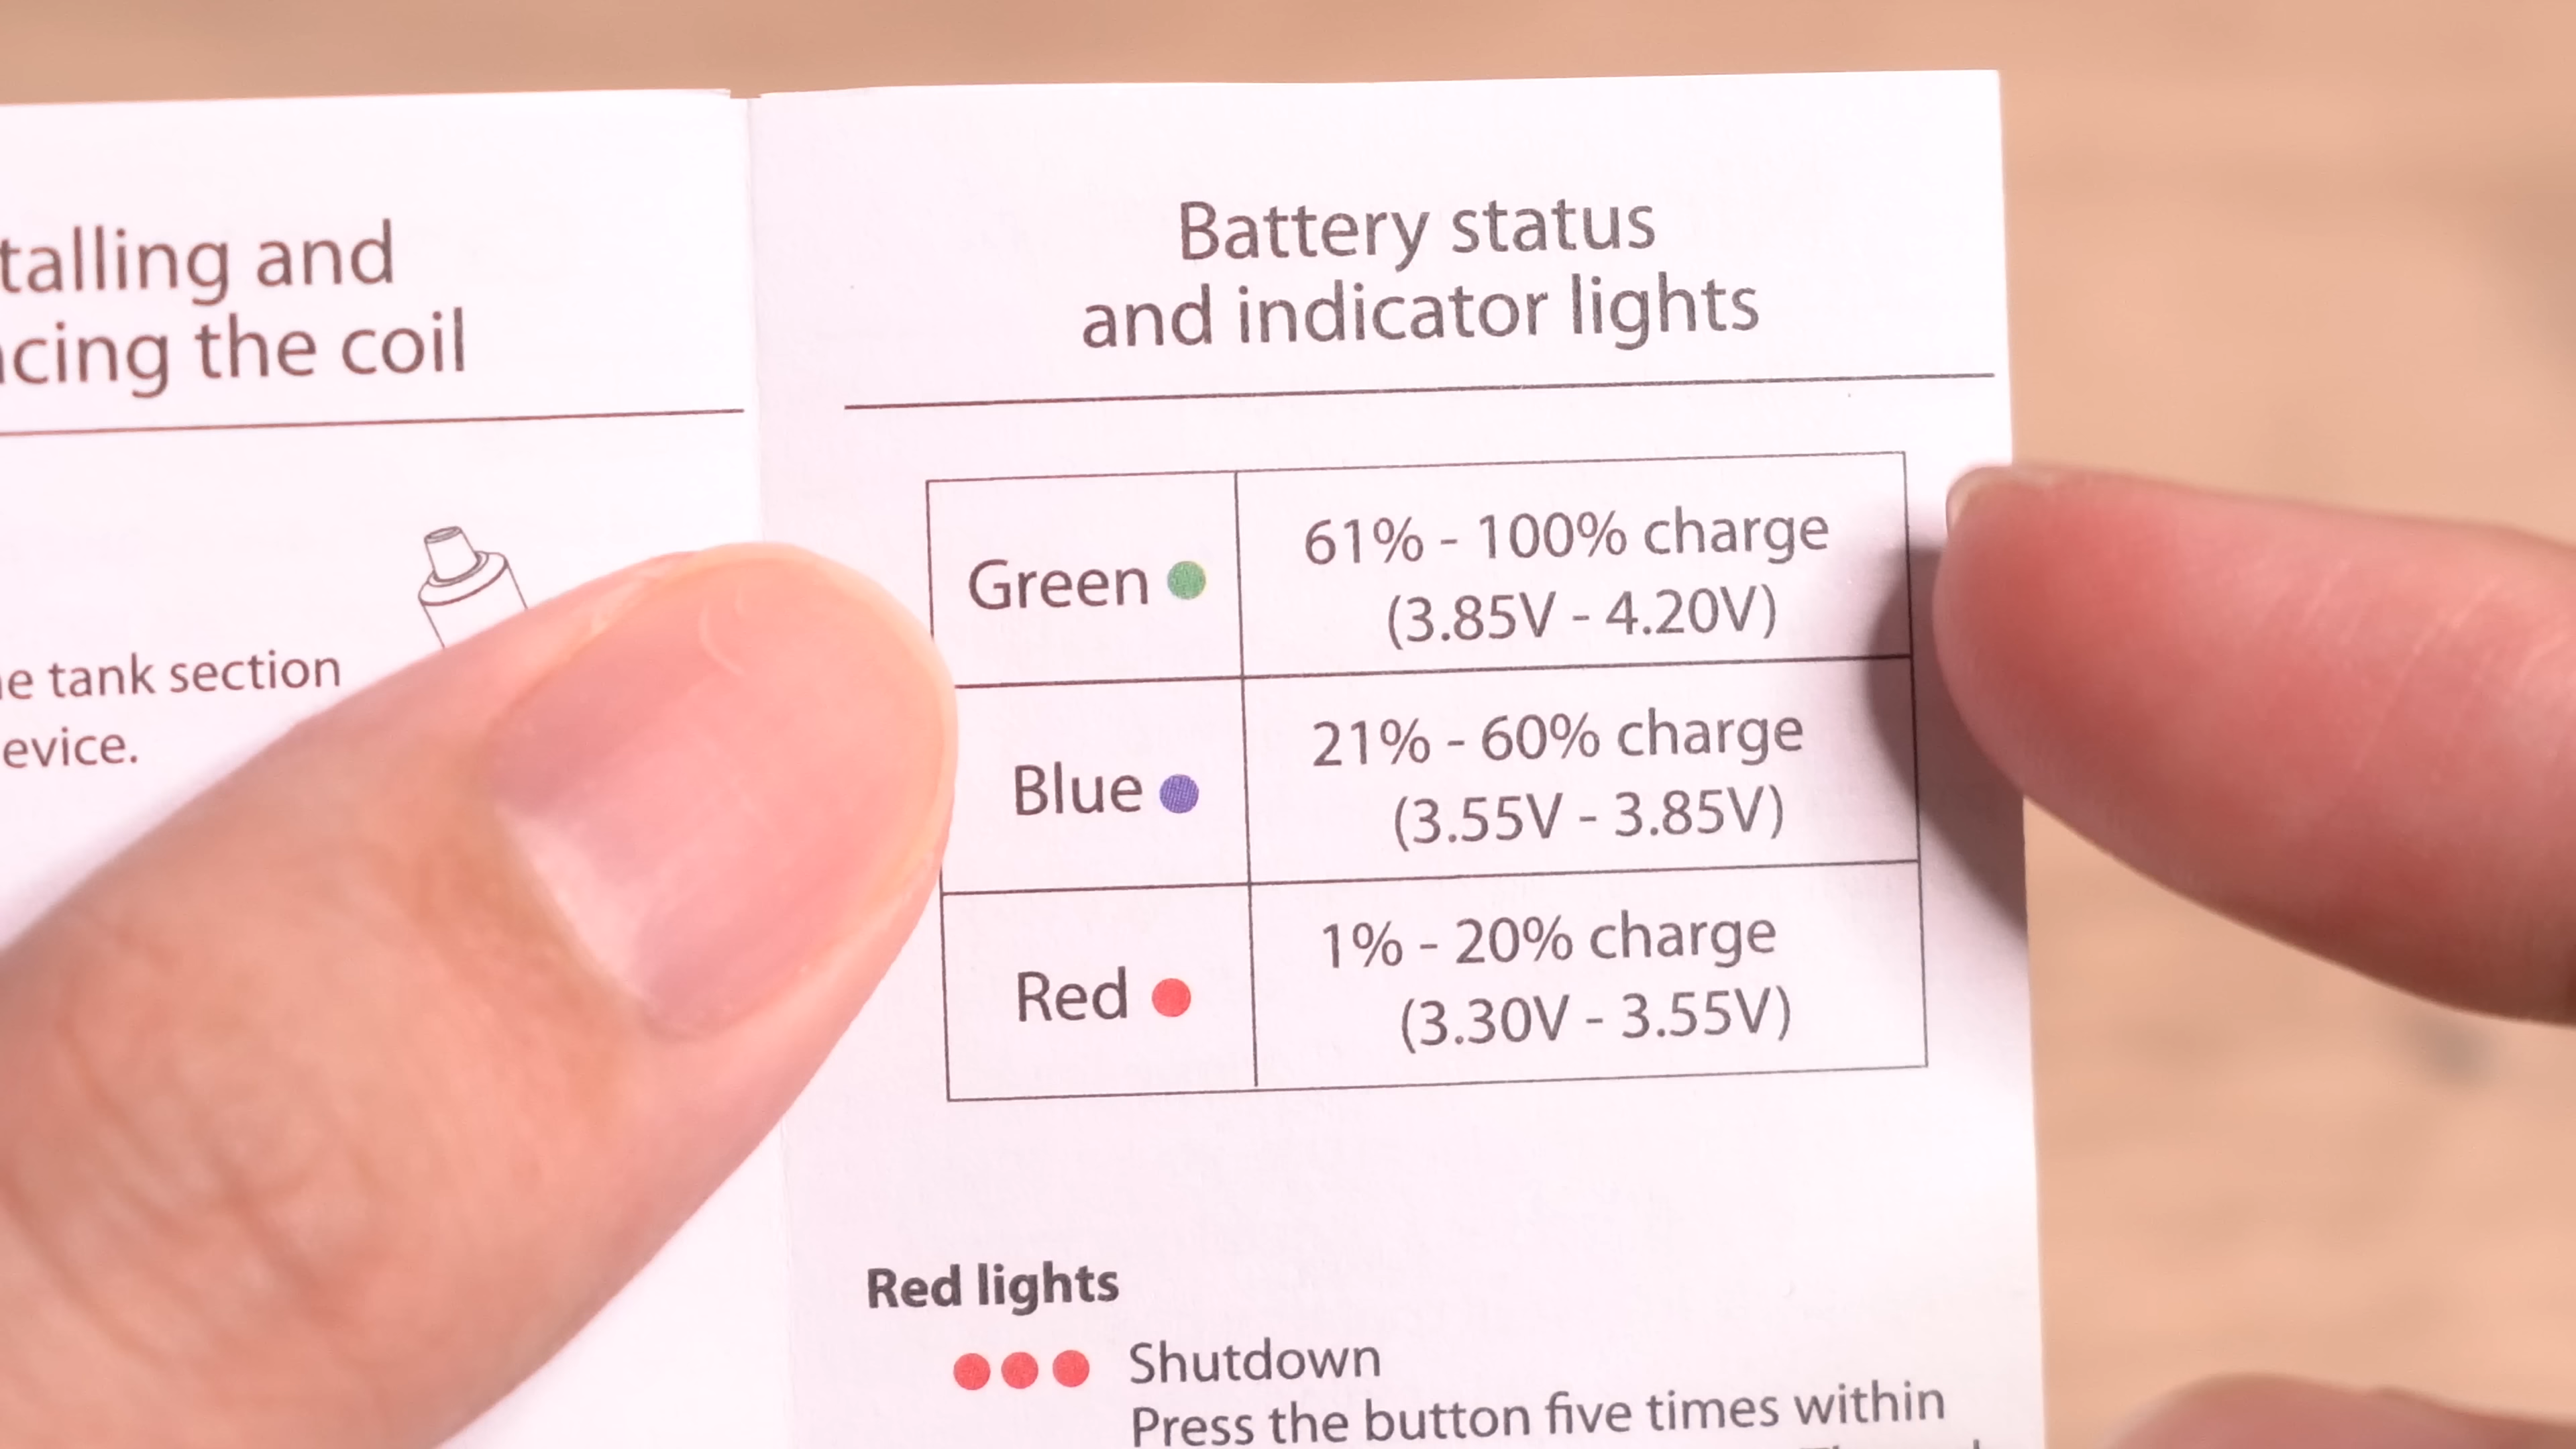 talling and
cing the coil
e tank section
evice.
Battery status
and indicator lights
Green
61% - 100% charge
(3.85V - 4.20V)
Blue
21% - 60% charge
(3.55V - 3.85V)
Red
1% - 20% charge
(3.30V - 3.55V)
Red lights
Shutdown
Press the button five times within